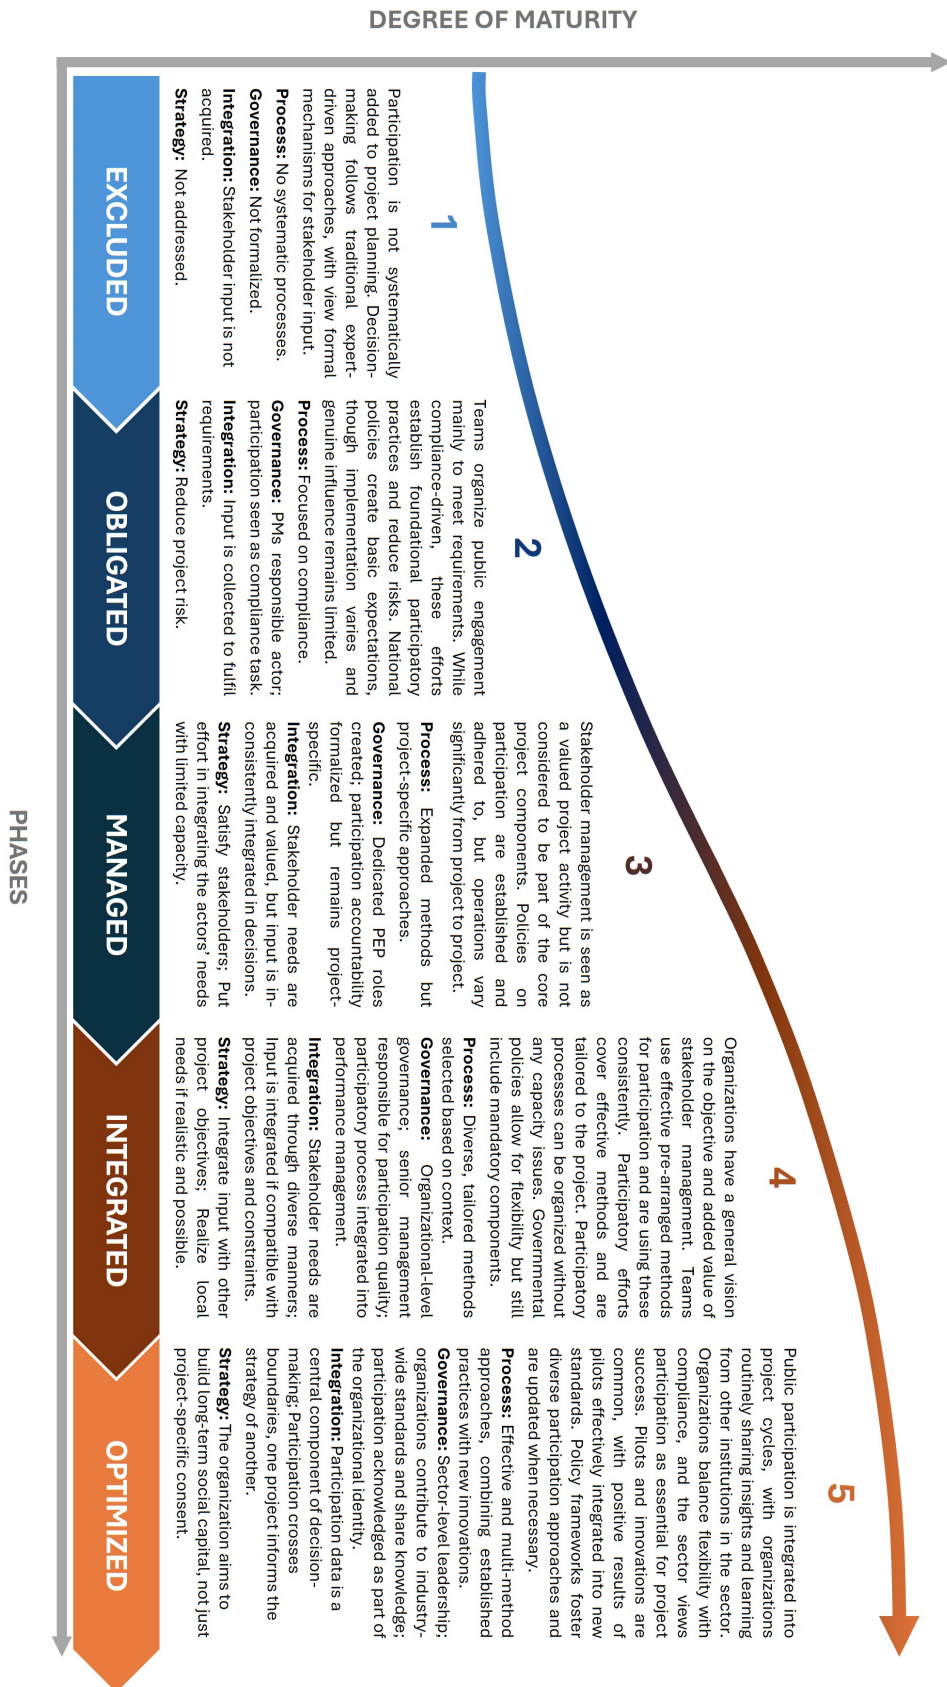 DEGREE OF MATURITY
1
Participation is not systematically
added to project planning. Decision-
making follows traditional expert-
driven approaches, with view formal
mechanisms for stakeholder input.
Process: No systematic processes.
Governance: Not formalized.
Integration: Stakeholder input is not
acquired.
Strategy: Not addressed.
EXCLUDED
2
Teams organize public engagement
mainly to meet requirements. While
compliance-driven, these efforts
establish foundational participatory
practices and reduce risks. National
policies create basic expectations,
though implementation varies and
genuine influence remains limited.
Process: Focused on compliance.
Governance: PMs responsible actor;
participation seen as compliance task.
Integration: Input is collected to fulfil
requirements.
Strategy: Reduce project risk.
OBLIGATED
3
Stakeholder management is seen as
a valued project activity but is not
considered to be part of the core
project components. Policies on
participation are established and
adhered to, but operations vary
significantly from project to project.
Process: Expanded methods but
project-specific approaches.
Governance: Dedicated PEP roles
created; participation accountability
formalized but remains project-
specific.
Integration: Stakeholder needs are
acquired and valued, but input is in-
consistently integrated in decisions.
Strategy: Satisfy stakeholders; Put
effort in integrating the actors' needs
with limited capacity.
MANAGED
4
Organizations have a general vision
on the objective and added value of
stakeholder management. Teams
use effective pre-arranged methods
for participation and are using these
consistently. Participatory efforts
cover effective methods and are
tailored to the project. Participatory
processes can be organized without
any capacity issues. Governmental
policies allow for flexibility but still
include mandatory components.
Process: Diverse, tailored methods
selected based on context.
Governance: Organizational-level
governance; senior management
responsible for participation quality;
participatory process integrated into
performance management.
Integration: Stakeholder needs are
acquired through diverse manners;
Input is integrated if compatible with
project objectives and constraints.
Strategy: Integrate input with other
project objectives; Realize local
needs if realistic and possible.
INTEGRATED
5
Public participation is integrated into
project cycles, with organizations
routinely sharing insights and learning
from other institutions in the sector.
Organizations balance flexibility with
compliance, and the sector views
participation as essential for project
success. Pilots and innovations are
common, with positive results of
pilots effectively integrated into new
standards. Policy frameworks foster
diverse participation approaches and
are updated when necessary.
Process: Effective and multi-method
approaches, combining established
practices with new innovations.
Governance: Sector-level leadership;
organizations contribute to industry-
wide standards and share knowledge;
participation acknowledged as part of
the organizational identity.
Integration: Participation data is a
central component of decision-
making; Participation crosses
boundaries, one project informs the
strategy of another.
Strategy: The organization aims to
build long-term social capital, not just
project-specific consent.
OPTIMIZED
PHASES